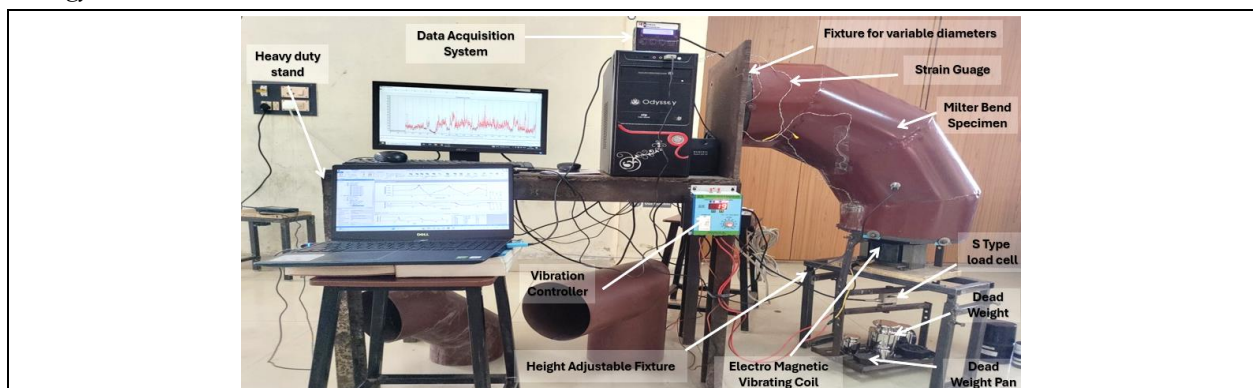 Data Acquisition
System
Fixture for variable diameters
Heavy duty
stand
Strain Guage
Milter Bend
Specimen
Odyssey
DELL
Vibration
Controller
S Type
load cell
Dead
Weight
Height Adjustable Fixture
Electro Magnetic
Vibrating Coil
Dead
Weight Pan